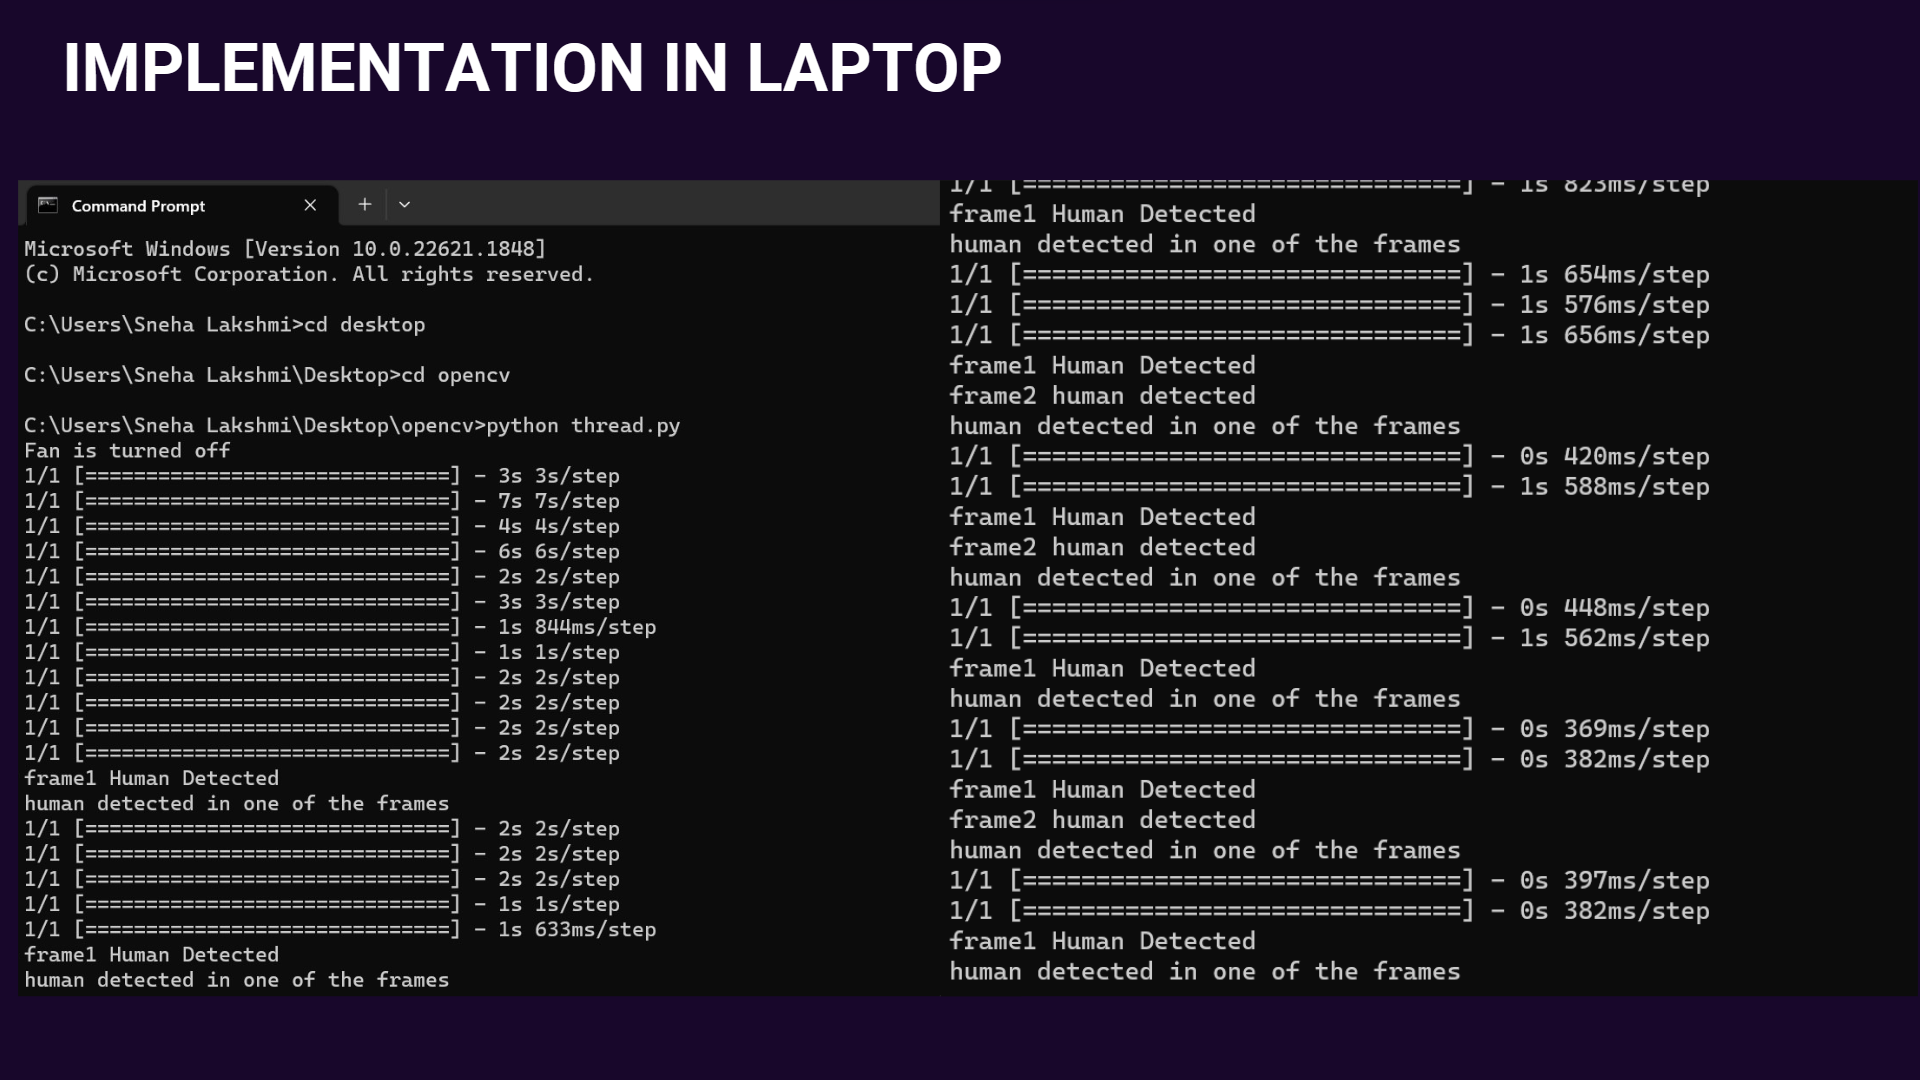 IMPLEMENTATION IN LAPTOP
Command Prompt
Microsoft Windows [Version 10.0.22621.1848]
(c) Microsoft Corporation. All rights reserved.
C:\Users\Sneha Lakshmi>cd desktop
C:\Users\Sneha Lakshmi\Desktop>cd opencv
C:\Users\Sneha Lakshmi\Desktop\opencv>python thread.py
Fan is turned off
1/1 [==============================] - 3s 3s/step
1/1 [==============================] - 7s 7s/step
1/1 [==============================] - 4s 4s/step
1/1 [==============================] - 6s 6s/step
1/1 [==============================] - 2s 2s/step
1/1 [==============================] - 3s 3s/step
1/1 [==============================] - 1s 844ms/step
1/1 [==============================] - 1s 1s/step
1/1 [==============================] - 2s 2s/step
1/1 [==============================] - 2s 2s/step
1/1 [==============================] - 2s 2s/step
1/1 [==============================] - 2s 2s/step
frame1 Human Detected
human detected in one of the frames
1/1 [==============================] - 2s 2s/step
1/1 [==============================] - 2s 2s/step
1/1 [==============================] - 2s 2s/step
1/1 [==============================] - 1s 1s/step
1/1 [==============================] - 1s 633ms/step
frame1 Human Detected
human detected in one of the frames
1/1 [==============================] - 1s 823ms/step
frame1 Human Detected
human detected in one of the frames
1/1 [==============================] - 1s 654ms/step
1/1 [==============================] - 1s 576ms/step
1/1 [==============================] - 1s 656ms/step
frame1 Human Detected
frame2 human detected
human detected in one of the frames
1/1 [==============================] - 0s 420ms/step
1/1 [==============================] - 1s 588ms/step
frame1 Human Detected
frame2 human detected
human detected in one of the frames
1/1 [==============================] - 0s 448ms/step
1/1 [==============================] - 1s 562ms/step
frame1 Human Detected
human detected in one of the frames
1/1 [==============================] - 0s 369ms/step
1/1 [==============================] - 0s 382ms/step
frame1 Human Detected
frame2 human detected
human detected in one of the frames
1/1 [==============================] - 0s 397ms/step
1/1 [==============================] - 0s 382ms/step
frame1 Human Detected
human detected in one of the frames